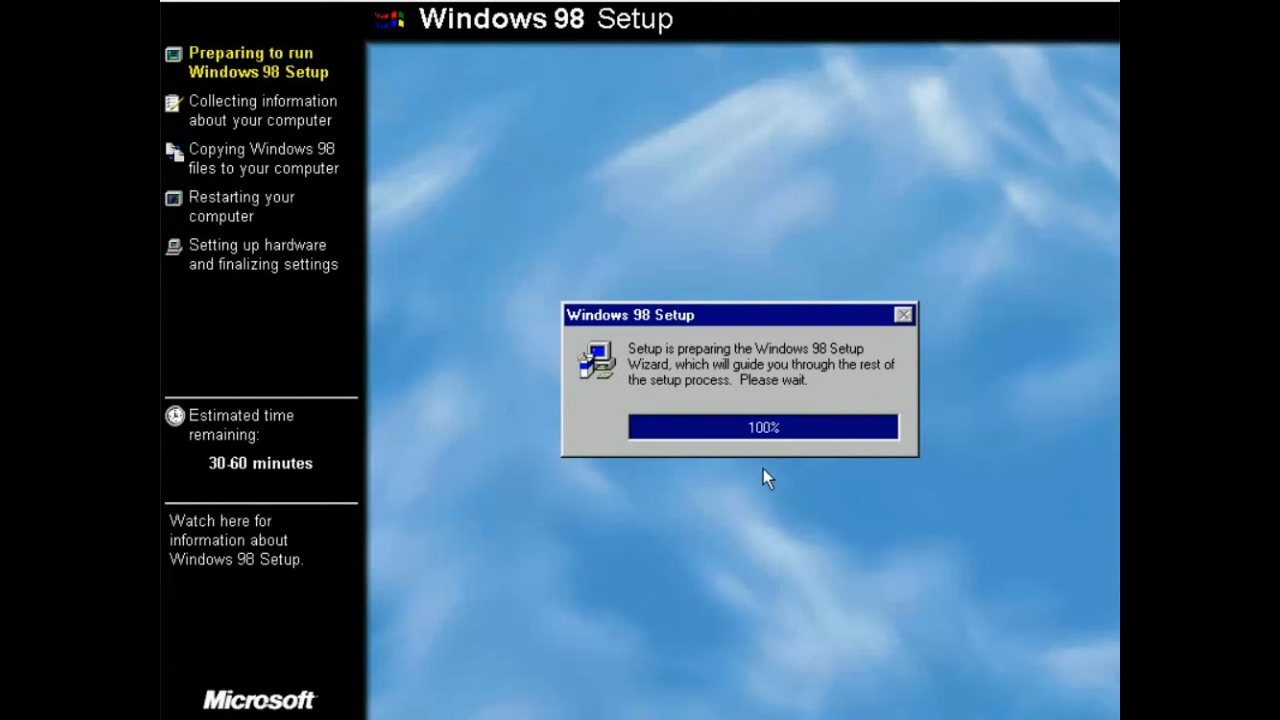 Windows 98 Setup
Preparing to run
Windows 98 Setup
Collecting information
about your computer
Copying Windows 98
files to your computer
Restarting your
computer
Setting up hardware
and finalizing settings
Estimated time
remaining:
30-60 minutes
Watch here for
information about
Windows 98 Setup.
Microsoft
Windows 98 Setup
Setup is preparing the Windows 98 Setup
Wizard, which will guide you through the rest of
the setup process. Please wait.
100%